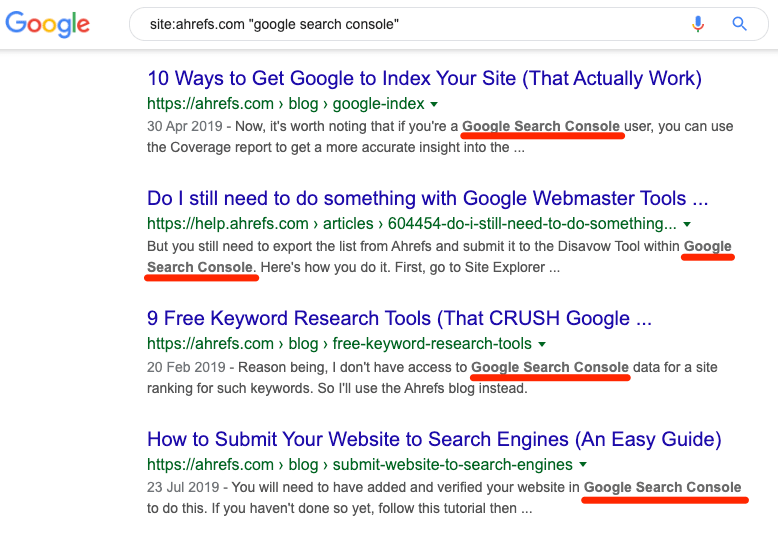 Google
site:ahrefs.com "google search console"
10 Ways to Get Google to Index Your Site (That Actually Work)
https://ahrefs.com › blog › google-index
30 Apr 2019 - Now, it's worth noting that if you're a Google Search Console user, you can use
the Coverage report to get a more accurate insight into the ...
Do I still need to do something with Google Webmaster Tools ...
https://help.ahrefs.com › articles › 604454-do-i-still-need-to-do-something...
But you still need to export the list from Ahrefs and submit it to the Disavow Tool within Google
Search Console. Here's how you do it. First, go to Site Explorer ...
9 Free Keyword Research Tools (That CRUSH Google ...
https://ahrefs.com › blog › free-keyword-research-tools
20 Feb 2019 - Reason being, I don't have access to Google Search Console data for a site
ranking for such keywords. So I'll use the Ahrefs blog instead.
How to Submit Your Website to Search Engines (An Easy Guide)
https://ahrefs.com › blog › submit-website-to-search-engines
23 Jul 2019 - You will need to have added and verified your website in Google Search Console
to do this. If you haven't done so yet, follow this tutorial then ...